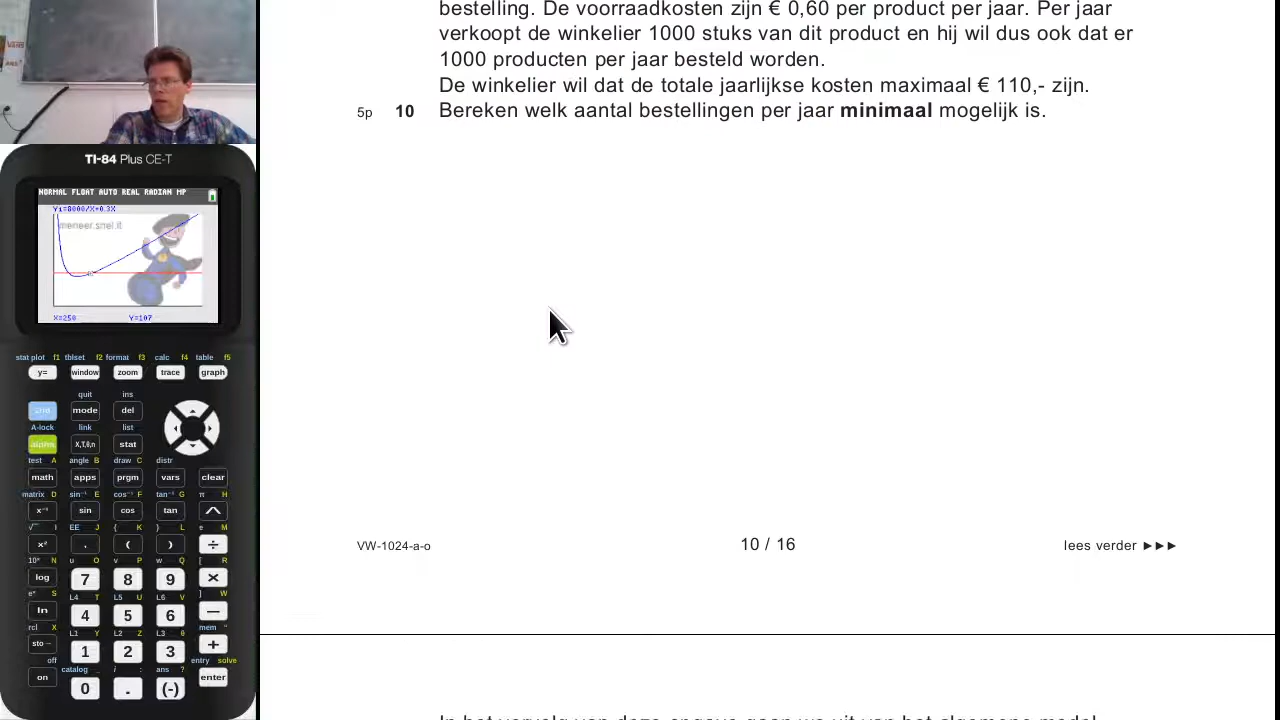 bestelling. De voorraadkosten zijn € 0,60 per product per jaar. Per jaar
verkoopt de winkelier 1000 stuks van dit product en hij wil dus ook dat er
1000 producten per jaar besteld worden.
De winkelier wil dat de totale jaarlijkse kosten maximaal € 110,- zijn.
5p 10 Bereken welk aantal bestellingen per jaar minimaal mogelijk is.
VW-1024-a-o 10 / 16 lees verder ►►►
TI-84 Plus CE-T
NORMAL FLOAT AUTO REAL RADIAN MP
Y1=8000/X+0.3X
meneer.snel.it
X=250 Y=107
stat plot f1 tblset f2 format f3 calc f4 table f5
y= window zoom trace graph
quit ins
2nd mode del
A-lock link list
alpha X,T,θ,n stat
test A angle B draw C distr
math apps prgm vars clear
matrix D sin⁻¹ E cos⁻¹ F tan⁻¹ G π H
x⁻¹ sin cos tan ^
√ I EE J { K } L e M
x² , ( ) ÷
10ˣ N u O v P w Q [ R
log 7 8 9 ×
eˣ S L4 T L5 U L6 V ] W
ln 4 5 6 —
rcl X L1 Y L2 Z L3 θ mem "
sto→ 1 2 3 +
off catalog _ i : ans ? entry solve
on 0 . (-) enter